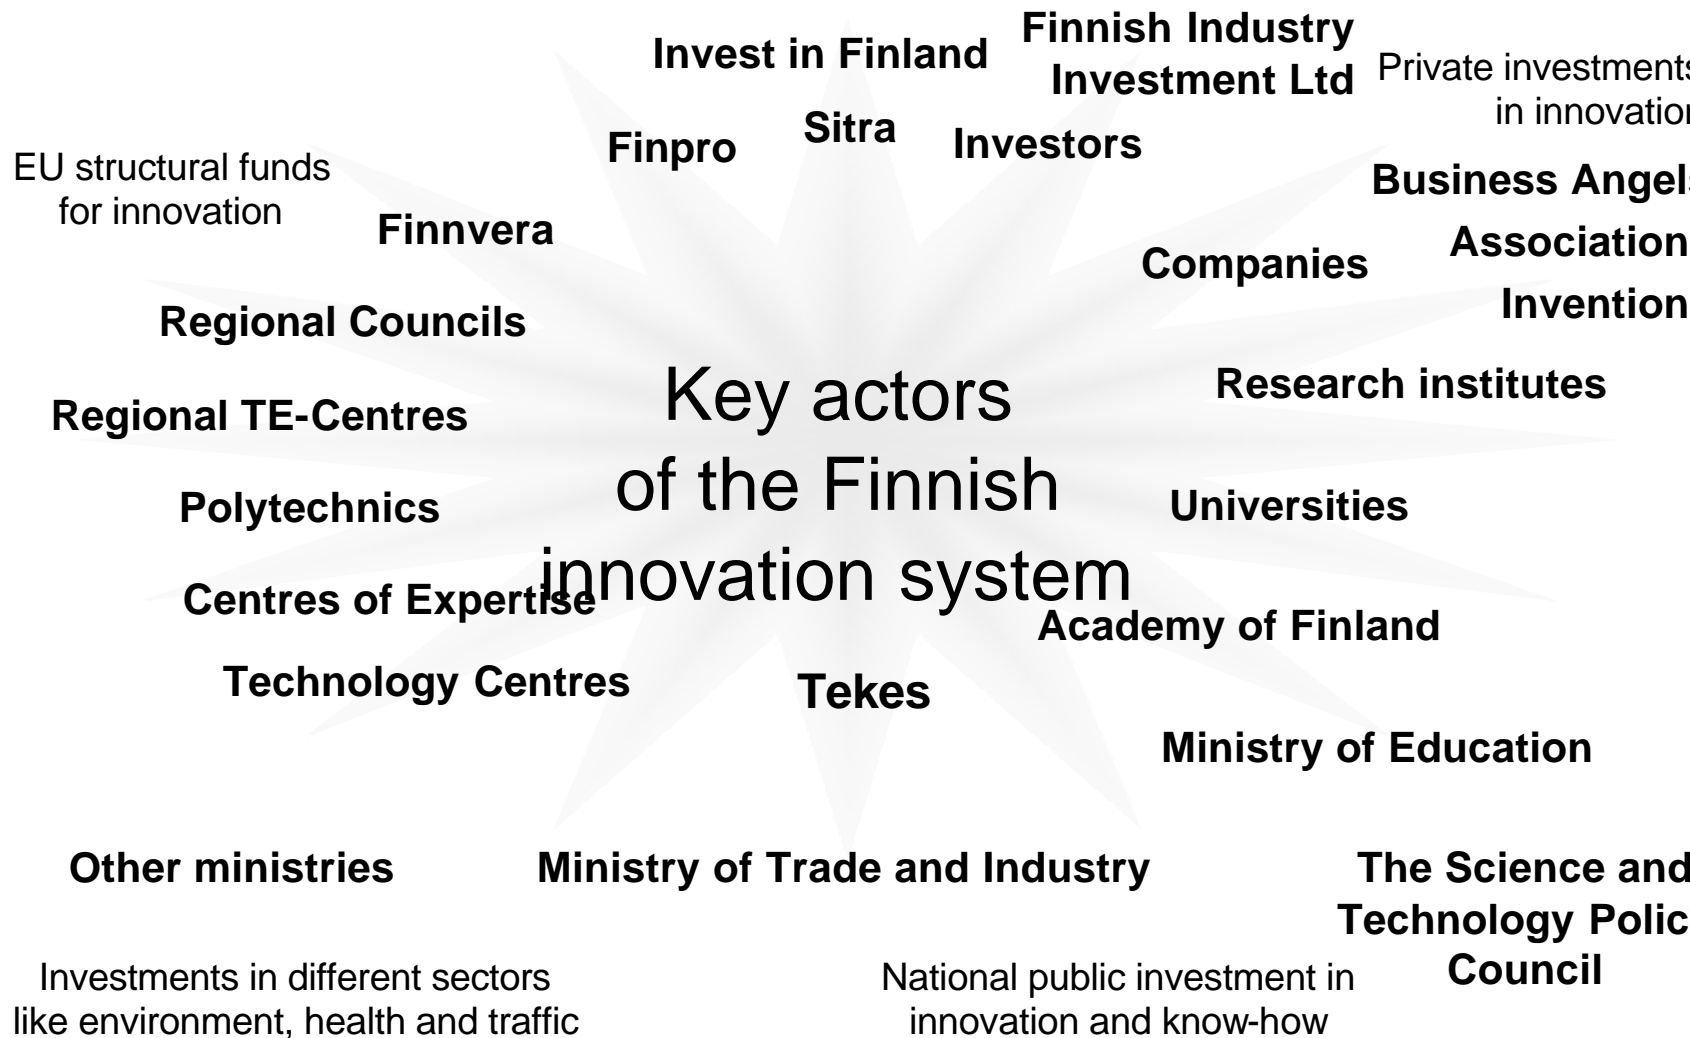 Invest in Finland
Finnish Industry
Investment Ltd
Private investments
in innovation
Finpro
Sitra
Investors
EU structural funds
for innovation
Business Angels
Finnvera
Association
Companies
Invention
Regional Councils
Research institutes
Regional TE-Centres
Key actors
of the Finnish
innovation system
Polytechnics
Universities
Centres of Expertise
Academy of Finland
Technology Centres
Tekes
Ministry of Education
Other ministries
Ministry of Trade and Industry
The Science and
Technology Polic
Council
Investments in different sectors
like environment, health and traffic
National public investment in
innovation and know-how